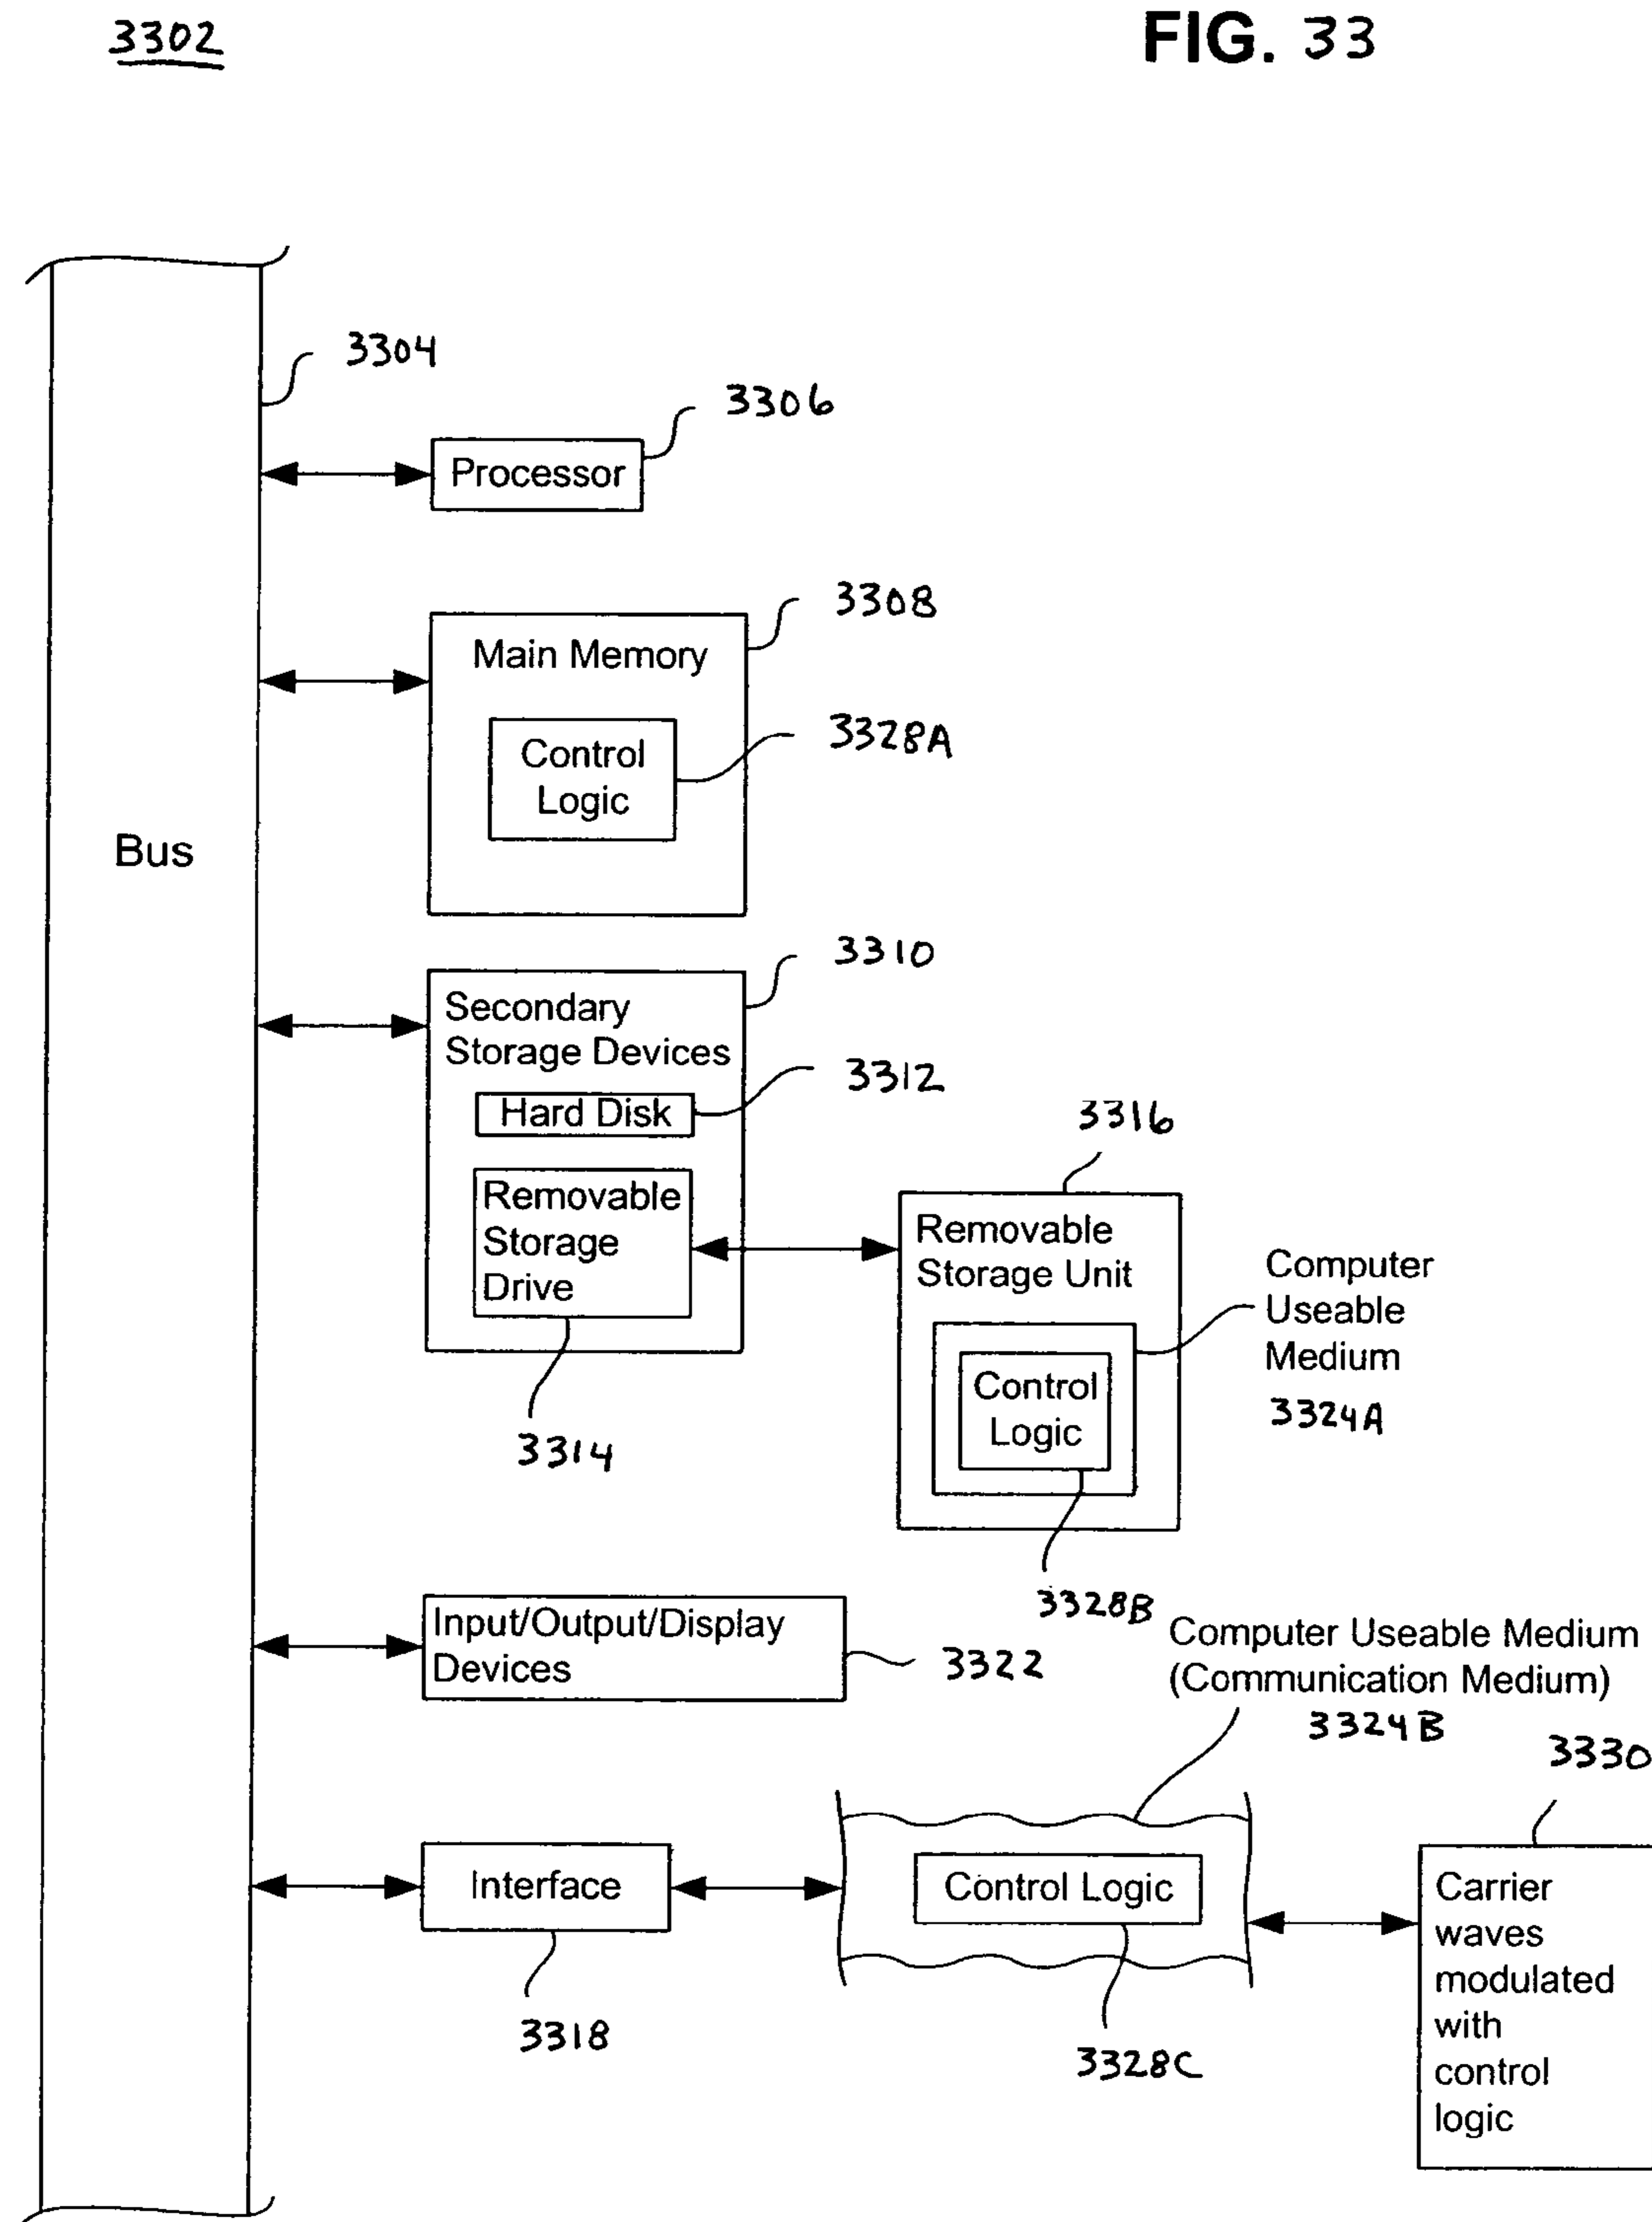 3302
FIG. 33
3304
3306
Processor
3308
Main Memory
3328A
Control
Logic
Bus
3310
Secondary
Storage Devices
3312
Hard Disk
3316
Removable
Storage
Drive
Removable
Storage Unit
Computer
Useable
Medium
3324A
Control
Logic
3314
3328B
Input/Output/Display
Devices
3322
Computer Useable Medium
(Communication Medium)
3324B
3330
Interface
Control Logic
Carrier
waves
modulated
with
control
logic
3318
3328C